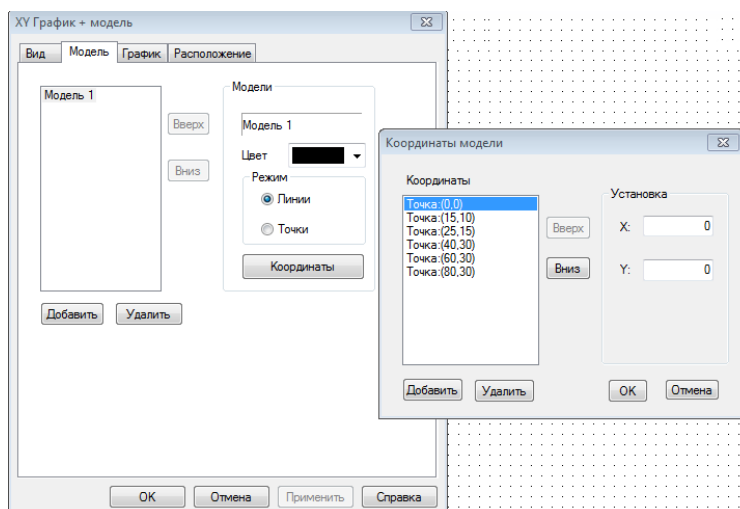 XY График + модель
Вид Модель График Расположение
Модель 1
Вверх
Вниз
Модели
Модель 1
Цвет
Режим
Линии
Точки
Координаты
Добавить Удалить
OK Отмена Применить Справка
Координаты модели
Координаты
Точка:(0,0)
Точка:(15,10)
Точка:(25,15)
Точка:(40,30)
Точка:(60,30)
Точка:(80,30)
Вверх
Вниз
Установка
X: 0
Y: 0
Добавить Удалить
OK Отмена